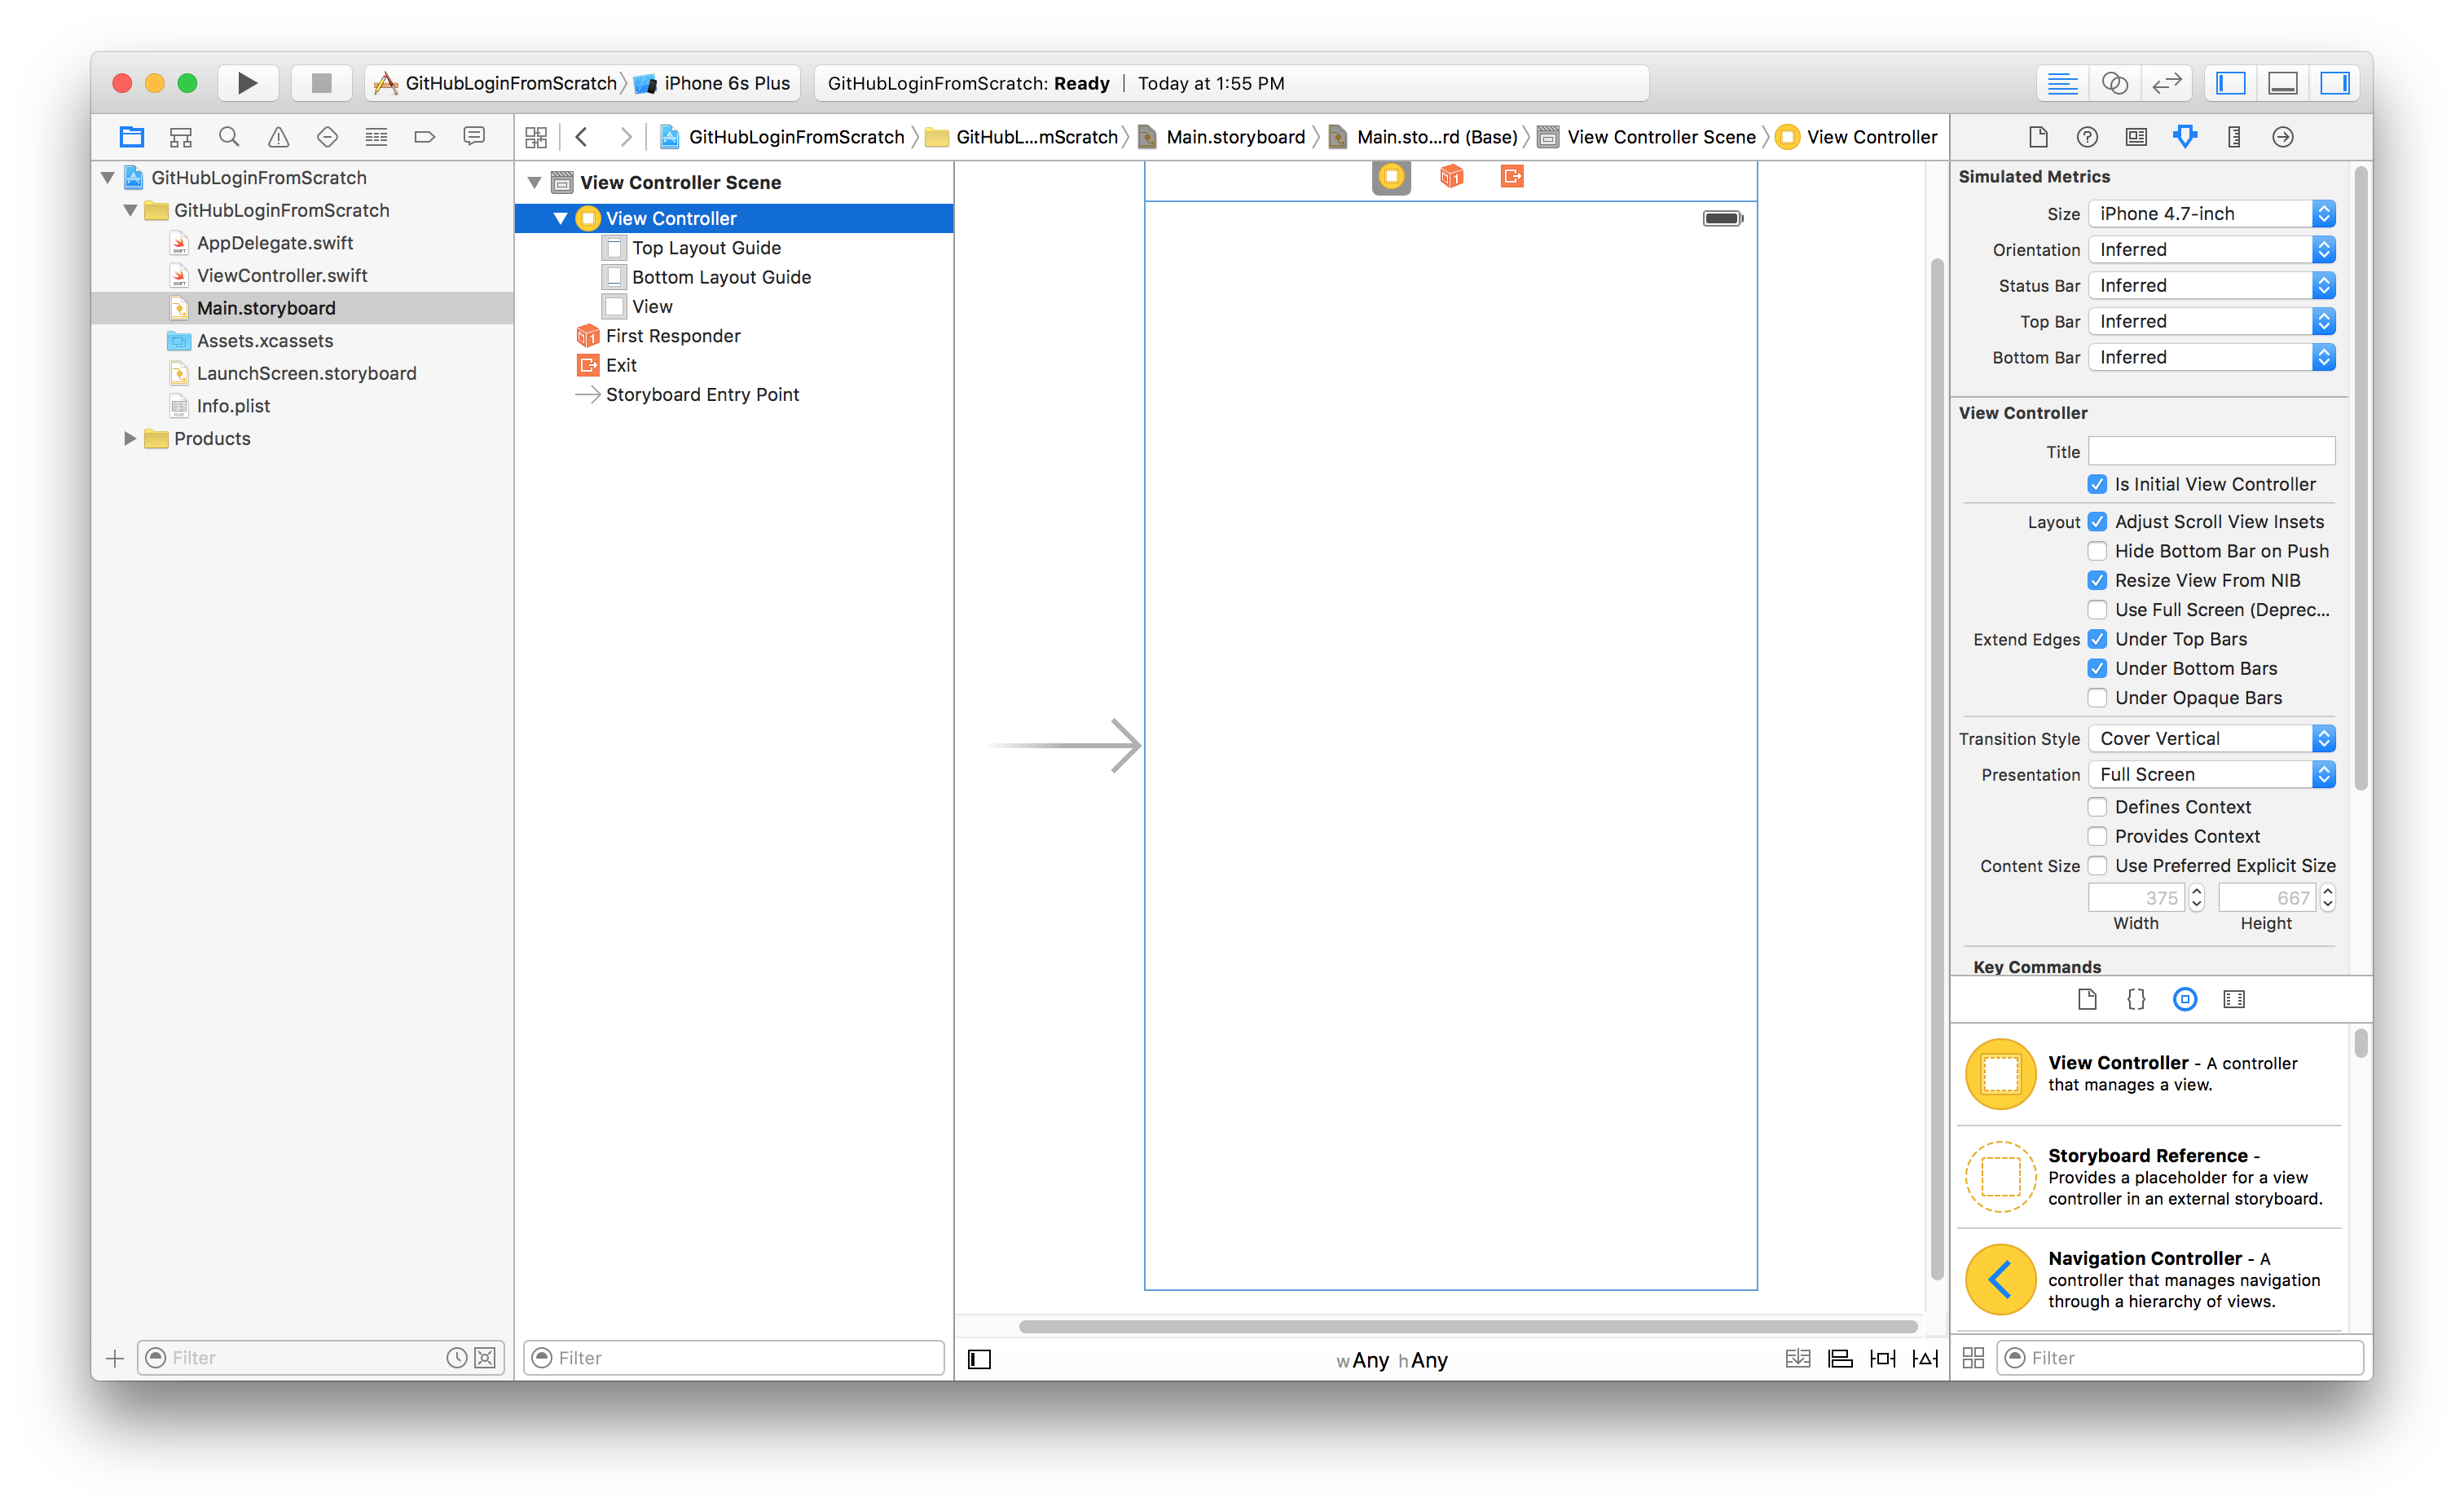 GitHubLoginFromScratch iPhone 6s Plus GitHubLoginFromScratch: Ready | Today at 1:55 PM
GitHubLoginFromScratch GitHubL...mScratch Main.storyboard Main.sto...rd (Base) View Controller Scene View Controller
GitHubLoginFromScratch
GitHubLoginFromScratch
AppDelegate.swift
ViewController.swift
Main.storyboard
Assets.xcassets
LaunchScreen.storyboard
Info.plist
Products
Filter
View Controller Scene
View Controller
Top Layout Guide
Bottom Layout Guide
View
First Responder
Exit
Storyboard Entry Point
Filter
wAny hAny
Simulated Metrics
Size iPhone 4.7-inch
Orientation Inferred
Status Bar Inferred
Top Bar Inferred
Bottom Bar Inferred
View Controller
Title
Is Initial View Controller
Layout Adjust Scroll View Insets
Hide Bottom Bar on Push
Resize View From NIB
Use Full Screen (Deprec...
Extend Edges Under Top Bars
Under Bottom Bars
Under Opaque Bars
Transition Style Cover Vertical
Presentation Full Screen
Defines Context
Provides Context
Content Size Use Preferred Explicit Size
375 667
Width Height
Key Commands
View Controller - A controller
that manages a view.
Storyboard Reference -
Provides a placeholder for a view
controller in an external storyboard.
Navigation Controller - A
controller that manages navigation
through a hierarchy of views.
Filter